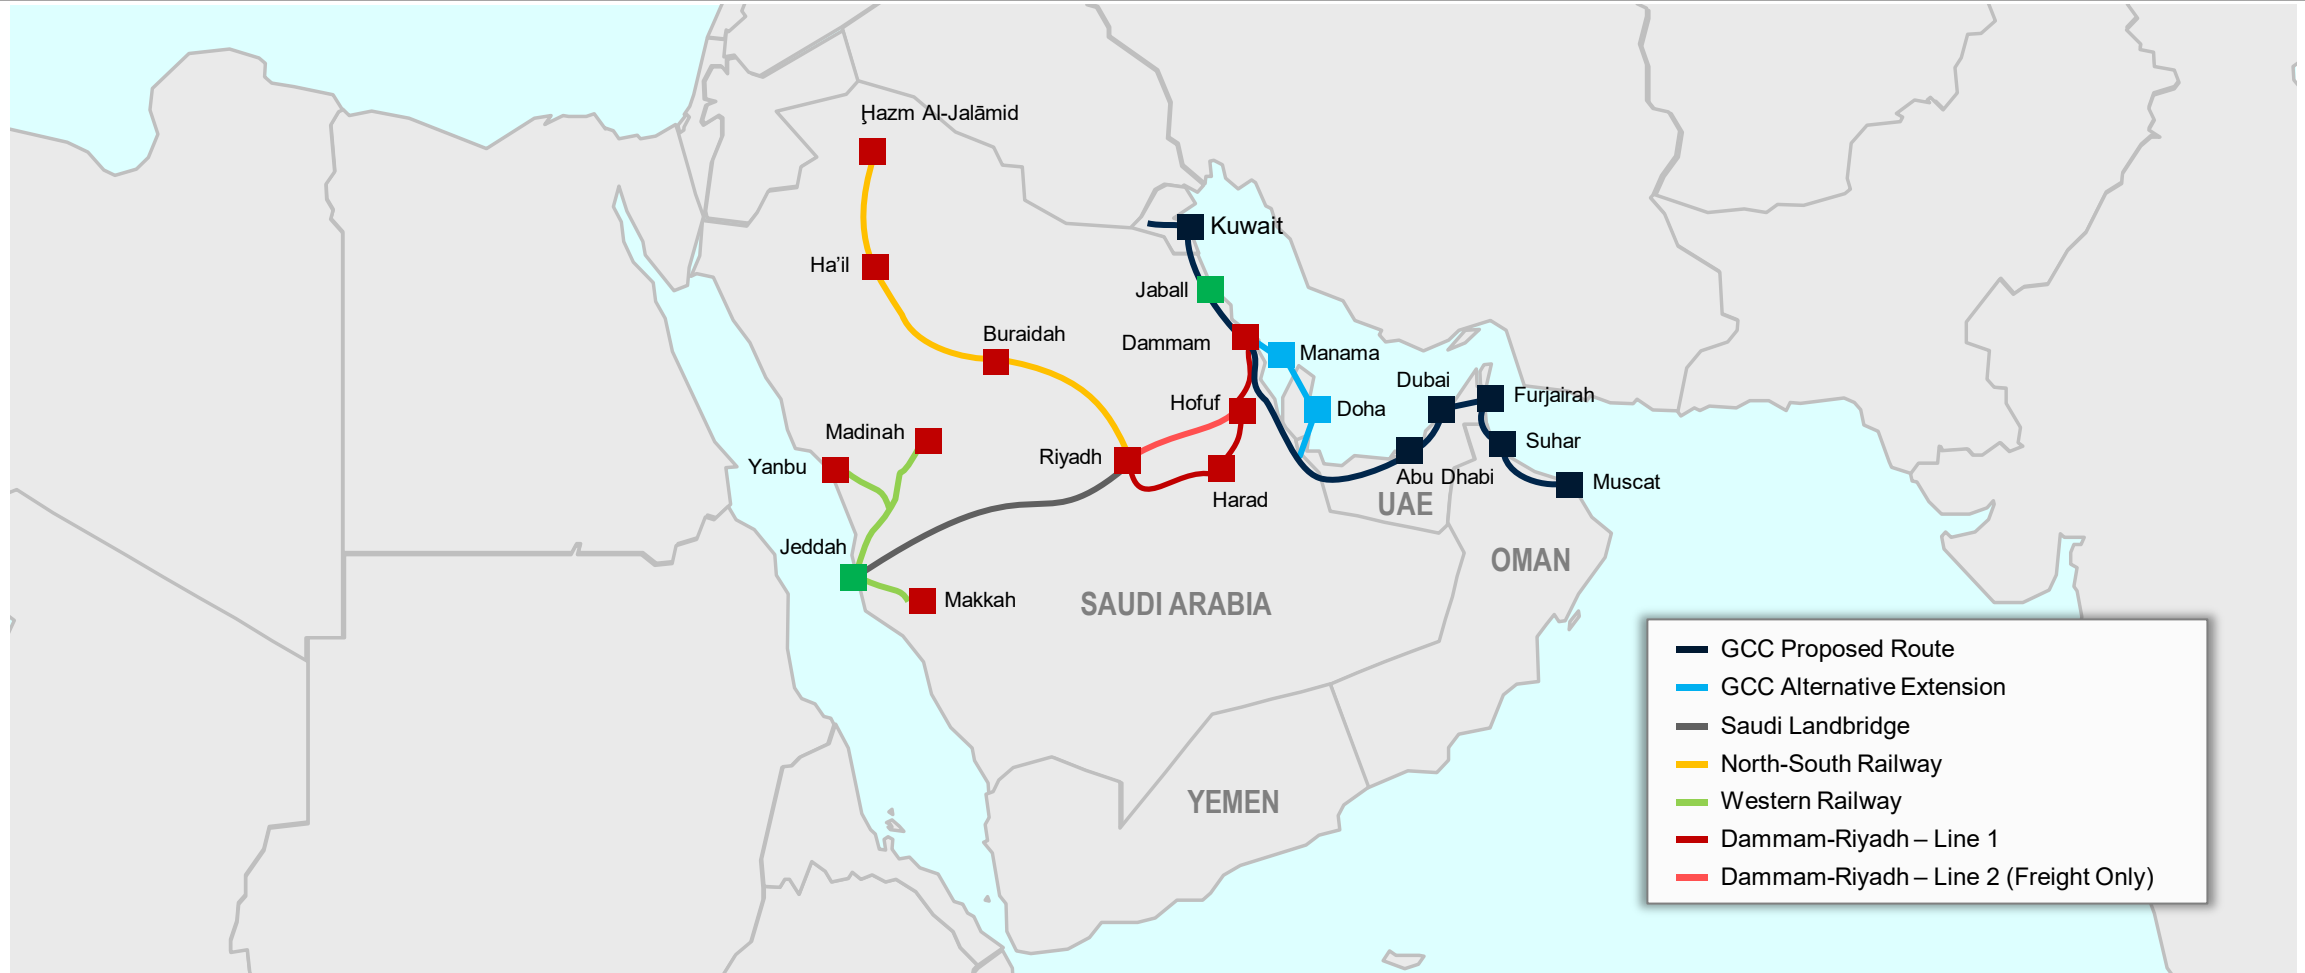 Ḩazm Al-Jalāmid
Kuwait
Ha’il
Jaball
Buraidah
Dammam
Manama
Dubai
Furjairah
Hofuf
Doha
Madinah
Suhar
Riyadh
Yanbu
Abu Dhabi
Muscat
Harad
UAE
Jeddah
OMAN
Makkah
SAUDI ARABIA
YEMEN
GCC Proposed Route
GCC Alternative Extension
Saudi Landbridge
North-South Railway
Western Railway
Dammam-Riyadh – Line 1
Dammam-Riyadh – Line 2 (Freight Only)